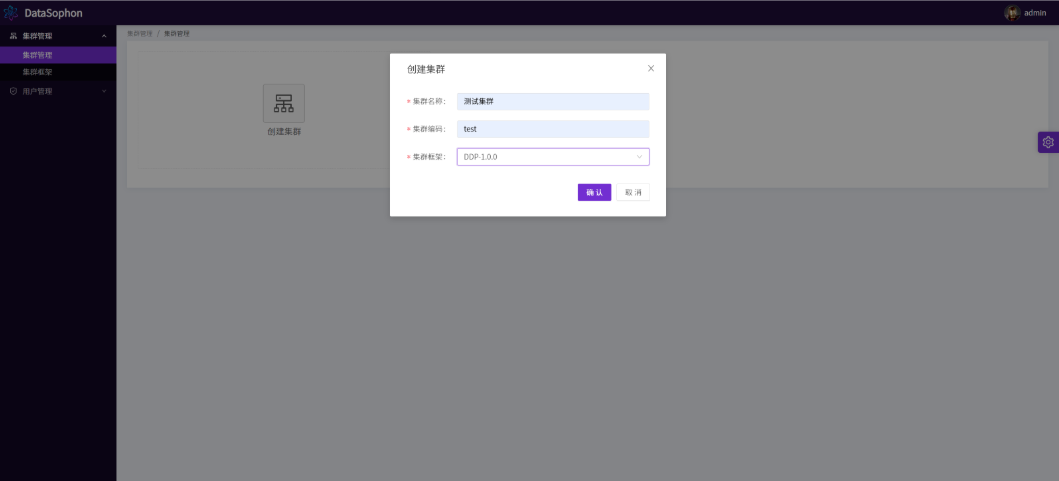 DataSophon
admin
集群管理
集群管理
集群框架
用户管理
集群管理 / 集群管理
创建集群
创建集群
* 集群名称: 测试集群
* 集群编码: test
* 集群框架: DDP-1.0.0
确 认
取 消